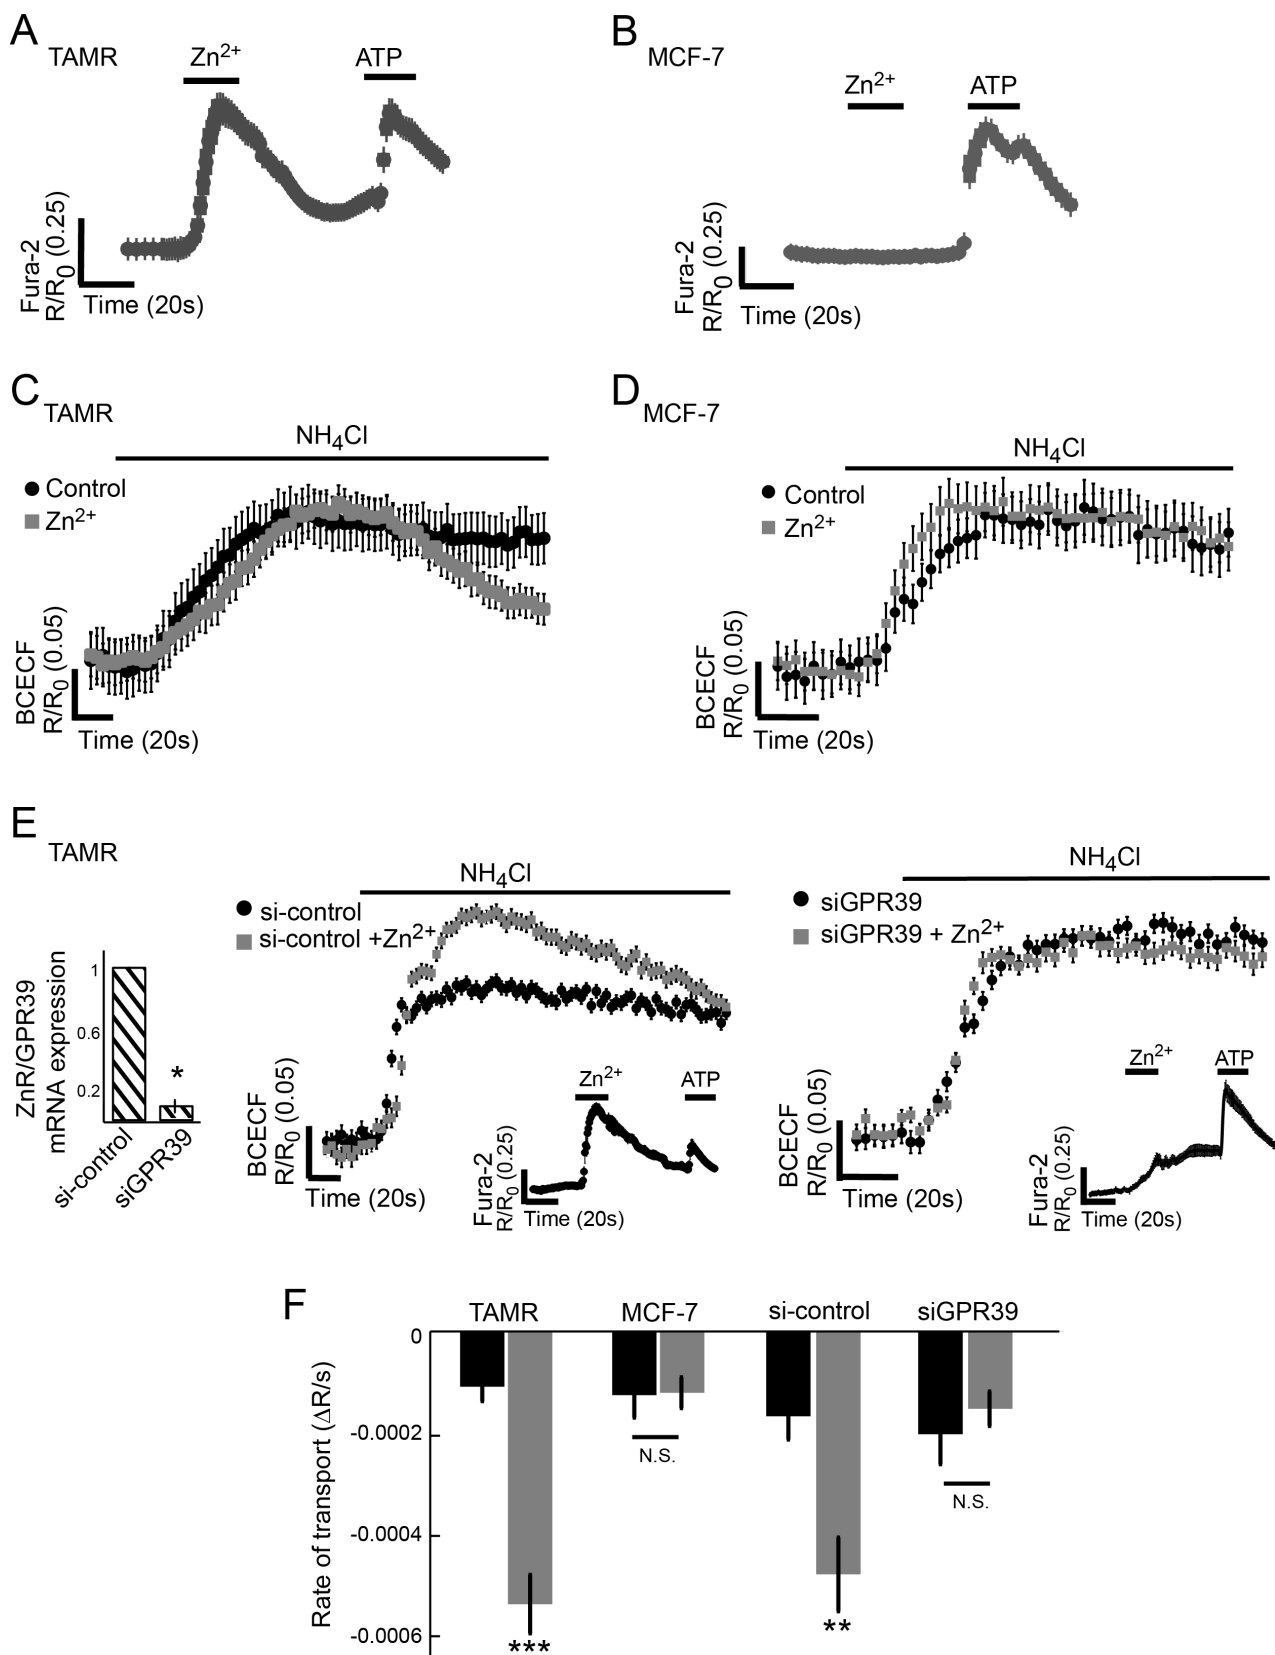 A
TAMR
Zn2+
ATP
Fura-2
R/R0 (0.25)
Time (20s)
B
MCF-7
Zn2+
ATP
Fura-2
R/R0 (0.25)
Time (20s)
C
TAMR
NH4Cl
Control
Zn2+
BCECF
R/R0 (0.05)
Time (20s)
D
MCF-7
NH4Cl
Control
Zn2+
BCECF
R/R0 (0.05)
Time (20s)
E
TAMR
ZnR/GPR39
mRNA expression
1
0.6
0.2
*
si-control
siGPR39
NH4Cl
si-control
si-control +Zn2+
BCECF
R/R0 (0.05)
Time (20s)
Zn2+
ATP
Fura-2
R/R0 (0.25)
Time (20s)
NH4Cl
siGPR39
siGPR39 + Zn2+
BCECF
R/R0 (0.05)
Time (20s)
Zn2+
ATP
Fura-2
R/R0 (0.25)
Time (20s)
F
TAMR
MCF-7
si-control
siGPR39
Rate of transport (ΔR/s)
0
-0.0002
-0.0004
-0.0006
***
N.S.
**
N.S.